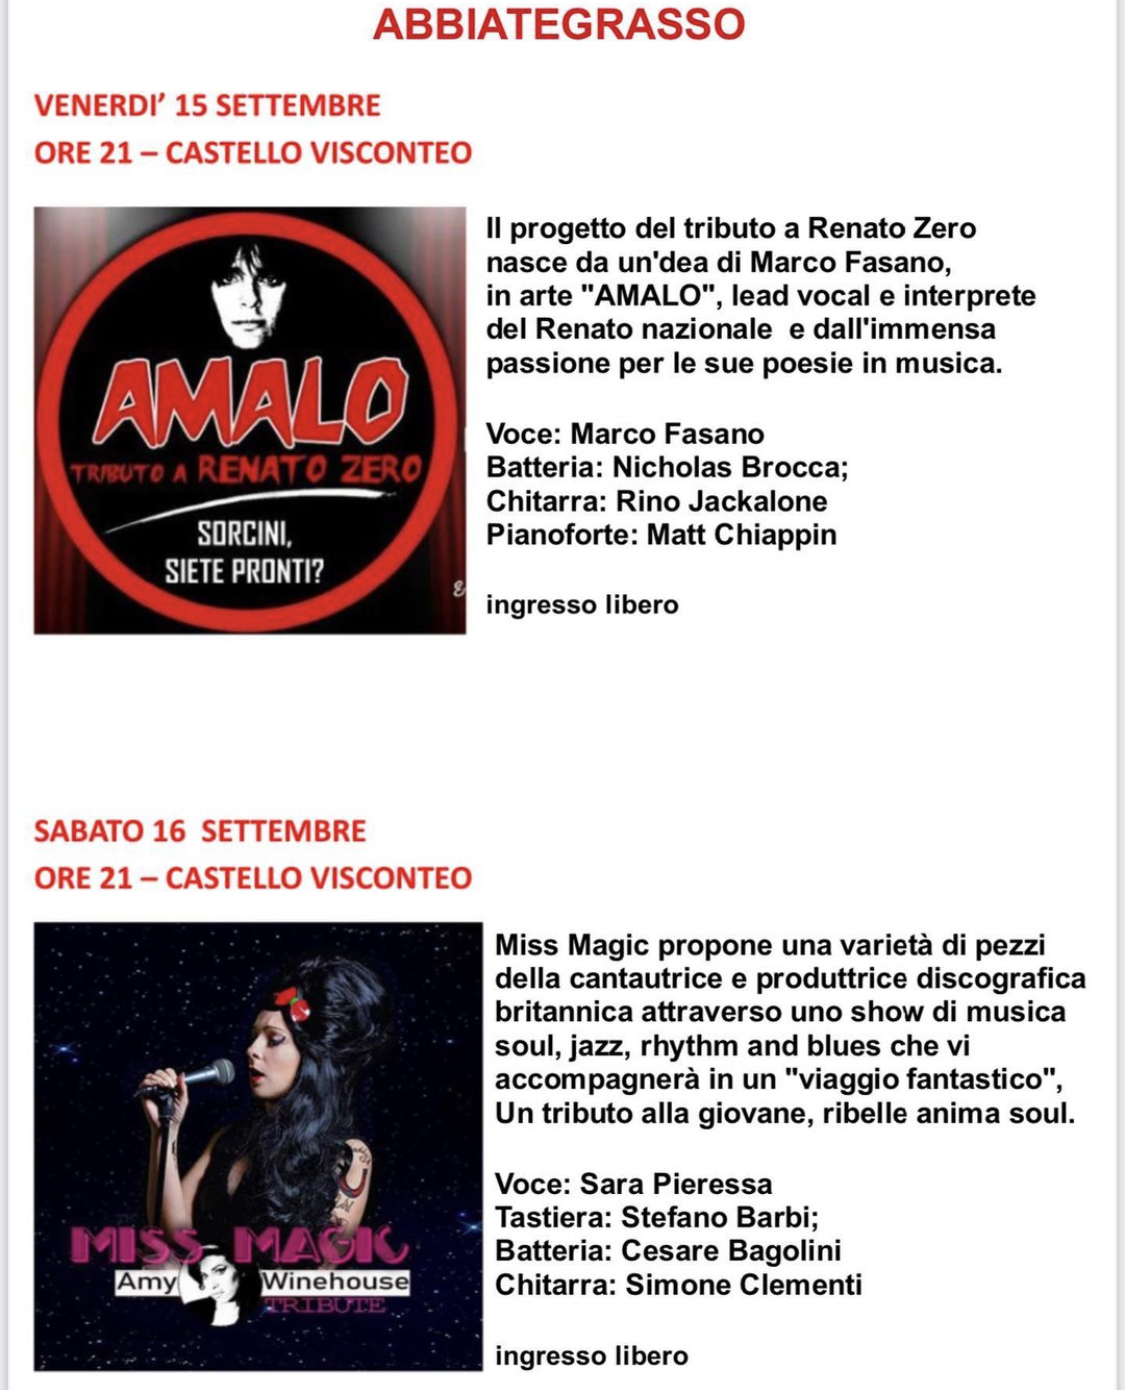 ABBIATEGRASSO
VENERDI’ 15 SETTEMBRE
ORE 21 – CASTELLO VISCONTEO
AMALO
TRIBUTO A RENATO ZERO
SORCINI,
SIETE PRONTI?
&
Il progetto del tributo a Renato Zero
nasce da un'dea di Marco Fasano,
in arte "AMALO", lead vocal e interprete
del Renato nazionale  e dall'immensa
passione per le sue poesie in musica.
Voce: Marco Fasano
Batteria: Nicholas Brocca;
Chitarra: Rino Jackalone
Pianoforte: Matt Chiappin
ingresso libero
SABATO 16  SETTEMBRE
ORE 21 – CASTELLO VISCONTEO
MISS MAGIC
Amy Winehouse
TRIBUTE
Miss Magic propone una varietà di pezzi
della cantautrice e produttrice discografica
britannica attraverso uno show di musica
soul, jazz, rhythm and blues che vi
accompagnerà in un "viaggio fantastico",
Un tributo alla giovane, ribelle anima soul.
Voce: Sara Pieressa
Tastiera: Stefano Barbi;
Batteria: Cesare Bagolini
Chitarra: Simone Clementi
ingresso libero